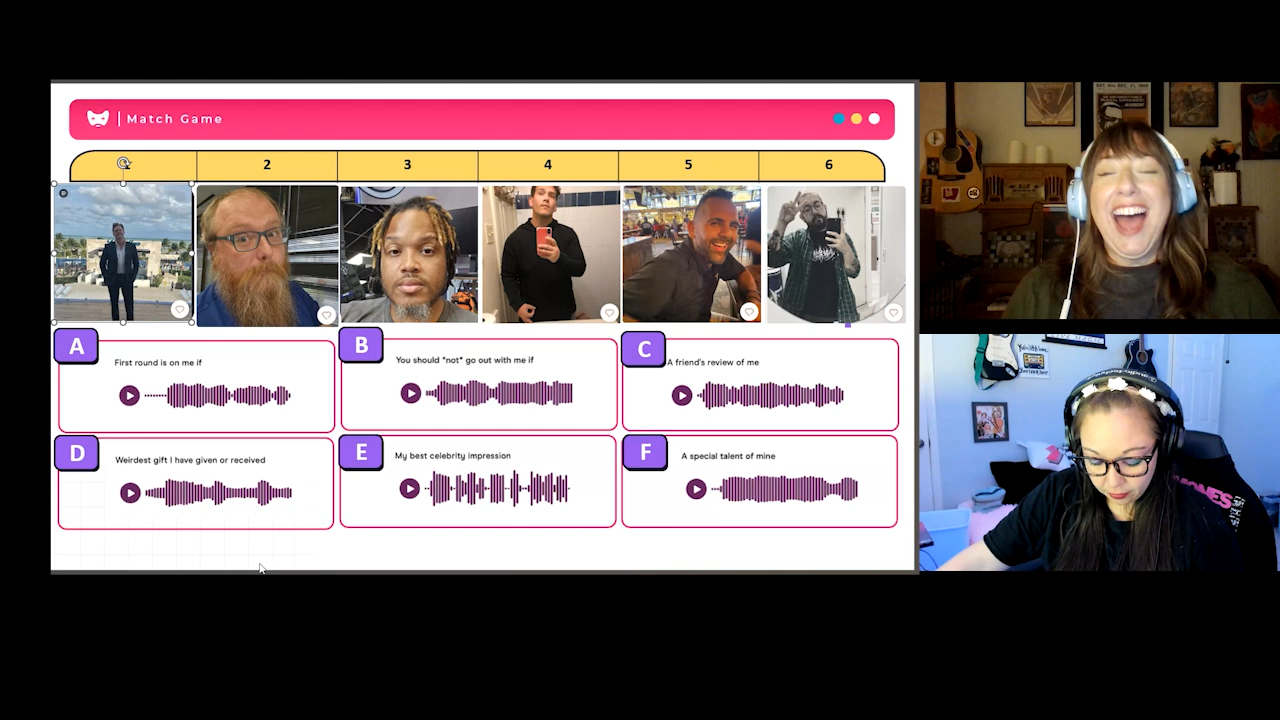 Match Game
1
2
3
4
5
6
A
First round is on me if
B
You should *not* go out with me if
C
A friend's review of me
D
Weirdest gift I have given or received
E
My best celebrity impression
F
A special talent of mine